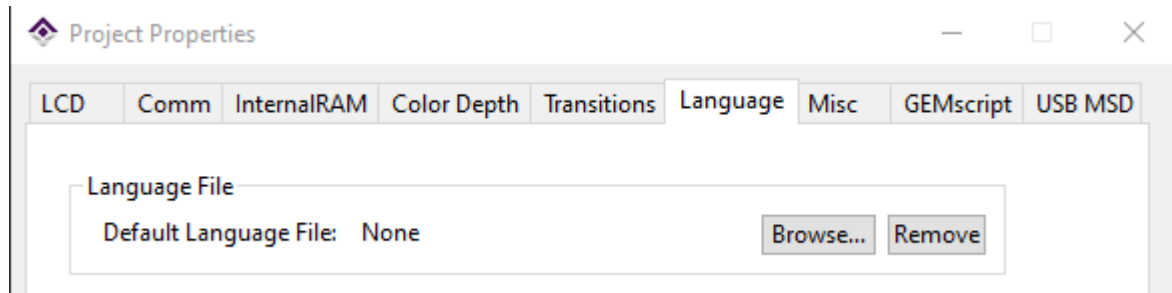 Project Properties
LCD Comm InternalRAM Color Depth Transitions Language Misc GEMscript USB MSD
Language File
Default Language File: None Browse... Remove